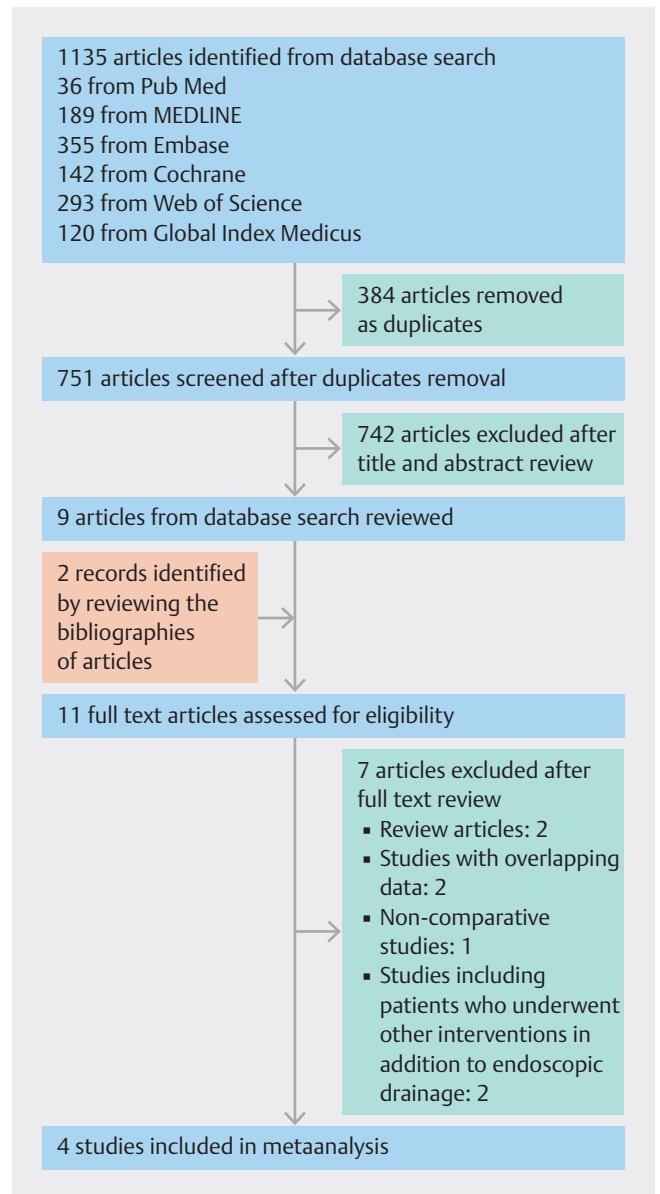 1135 articles identified from database search
36 from Pub Med
189 from MEDLINE
355 from Embase
142 from Cochrane
293 from Web of Science
120 from Global Index Medicus
384 articles removed
as duplicates
751 articles screened after duplicates removal
742 articles excluded after
title and abstract review
9 articles from database search reviewed
2 records identified
by reviewing the
bibliographies
of articles
11 full text articles assessed for eligibility
7 articles excluded after
full text review
▪ Review articles: 2
▪ Studies with overlapping
data: 2
▪ Non-comparative
studies: 1
▪ Studies including
patients who underwent
other interventions in
addition to endoscopic
drainage: 2
4 studies included in metaanalysis